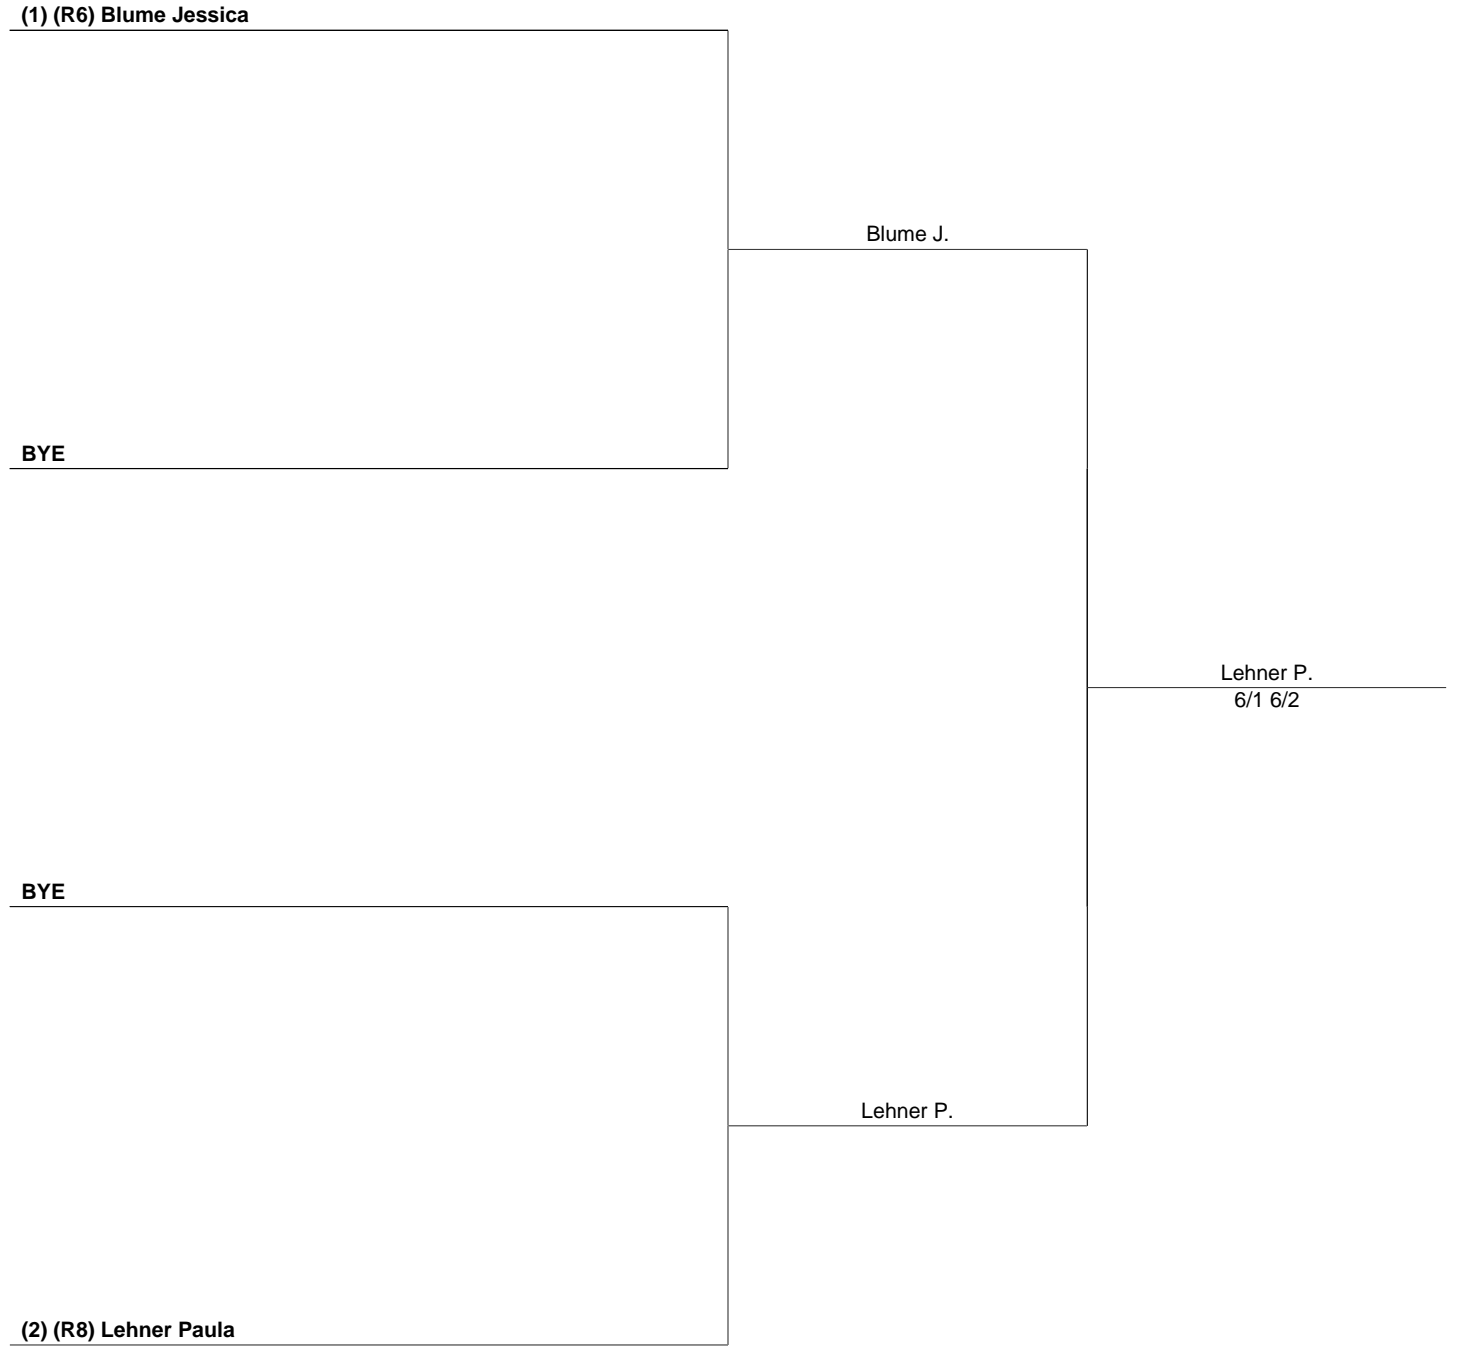 (1) (R6) Blume Jessica
Blume J.
BYE
Lehner P.
6/1 6/2
BYE
Lehner P.
(2) (R8) Lehner Paula